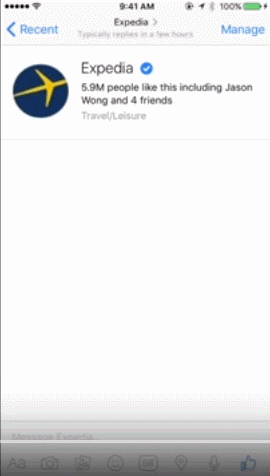 9:41 AM
100%
Recent
Expedia
Manage
Typically replies in a few hours
Expedia
5.9M people like this including Jason
Wong and 4 friends
Travel/Leisure
Message Expedia...
Aa
GIF